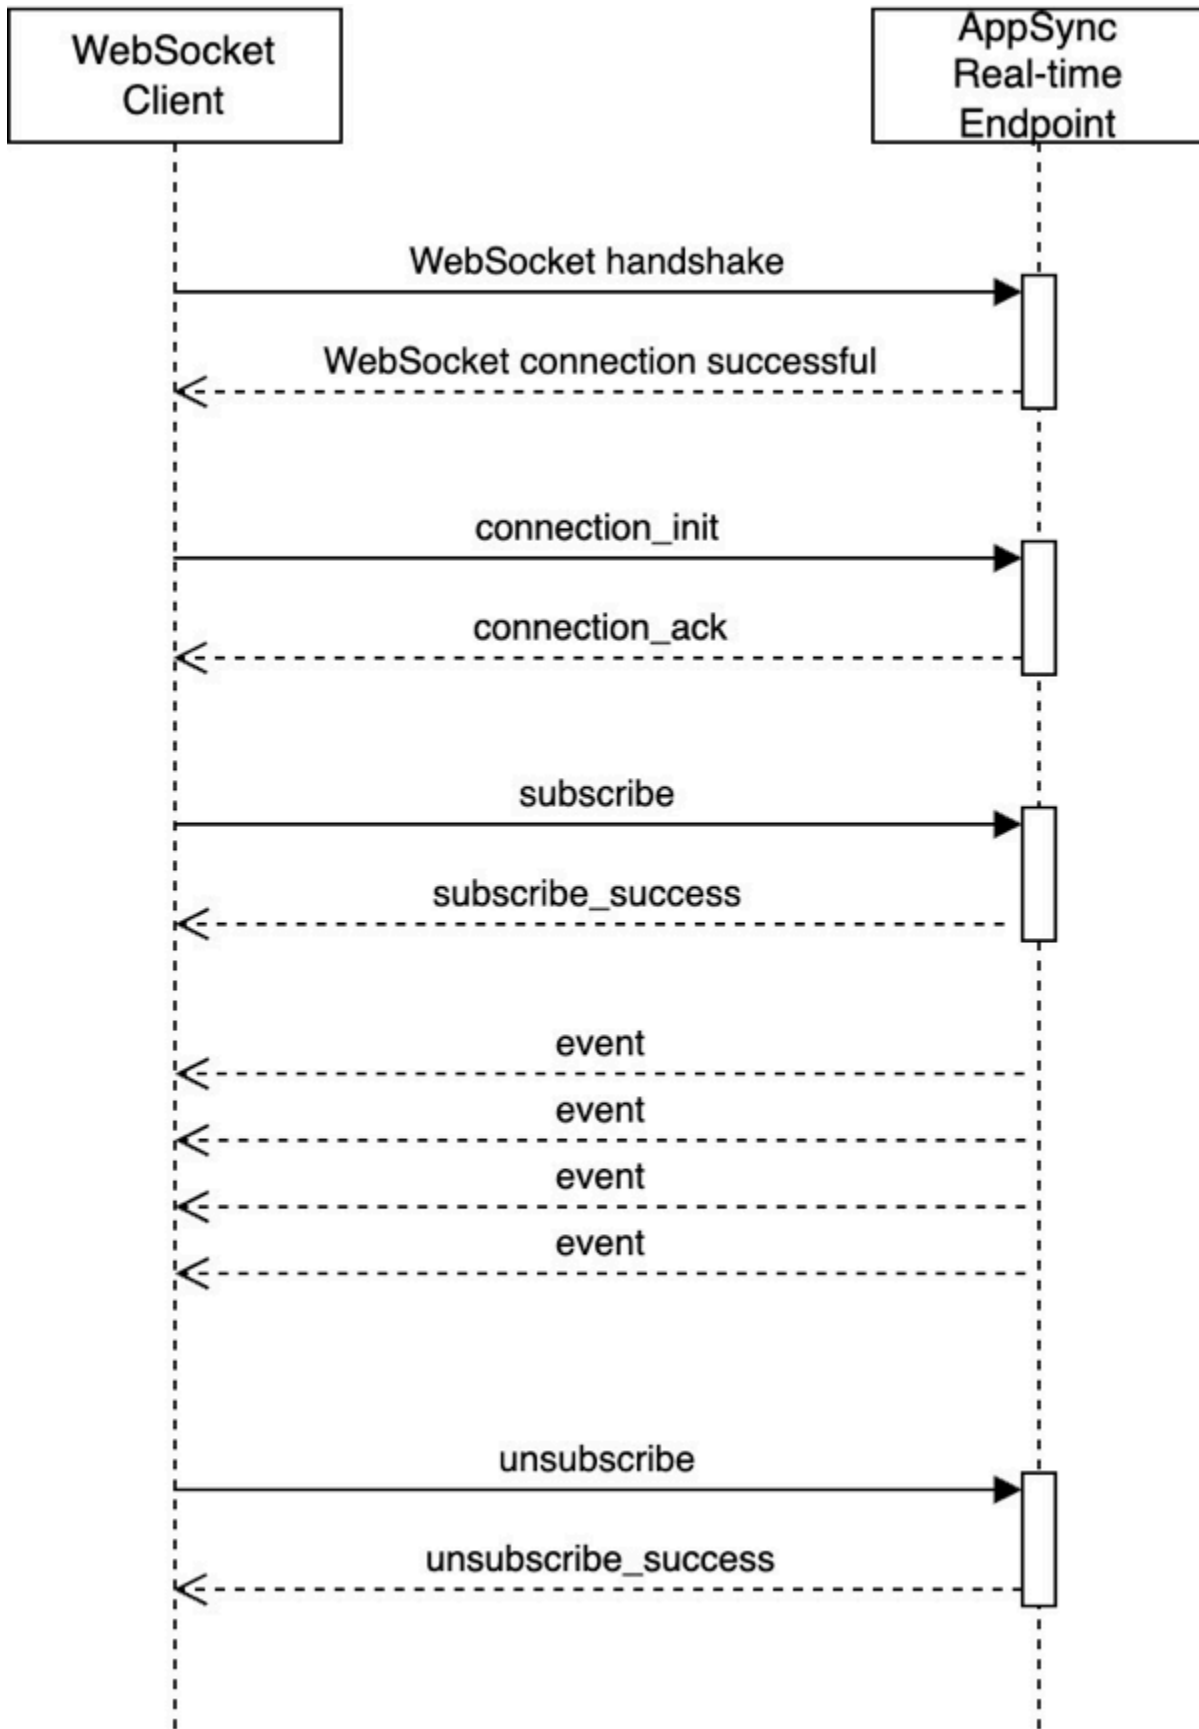 WebSocket
Client
AppSync
Real-time
Endpoint
WebSocket handshake
WebSocket connection successful
connection_init
connection_ack
subscribe
subscribe_success
event
event
event
event
unsubscribe
unsubscribe_success